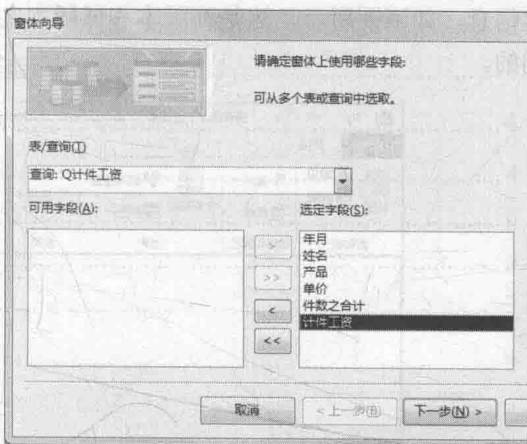 窗体向导
请确定窗体上使用哪些字段:
可从多个表或查询中选取。
表/查询(T)
查询: Q计件工资
可用字段(A):
选定字段(S):
年月
姓名
产品
单价
件数之合计
计件工资
>
>>
<
<<
取消
< 上一步(B)
下一步(N) >